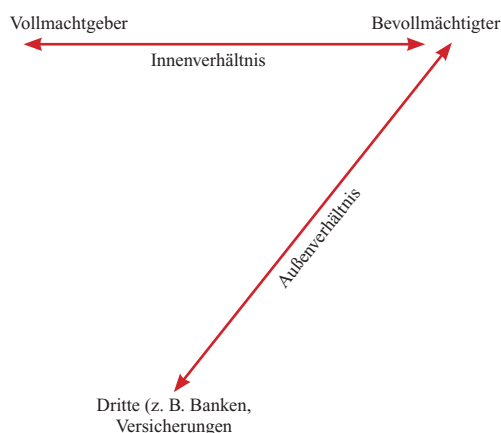 Vollmachtgeber
Bevollmächtigter
Innenverhältnis
Außenverhältnis
Dritte (z. B. Banken,
Versicherungen